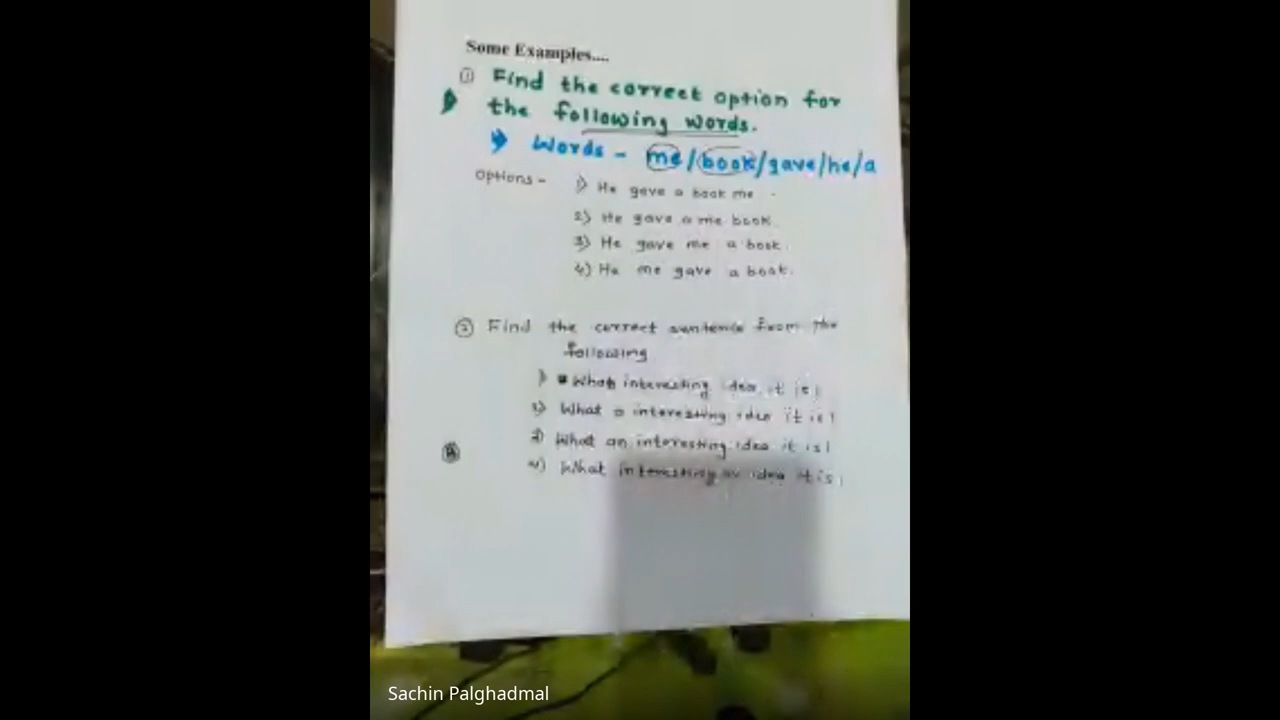 Some Examples....
① Find the correct option for
the following words.
Words - me/book/gave/he/a
Options - 1) He gave a book me
2) He gave a me book.
3) He gave me a book.
4) He me gave a book.
② Find the correct sentence from the
following
1) What interesting idea it is!
2) What a interesting idea it is!
3) What an interesting idea it is!
4) What interesting an idea it is!
Sachin Palghadmal